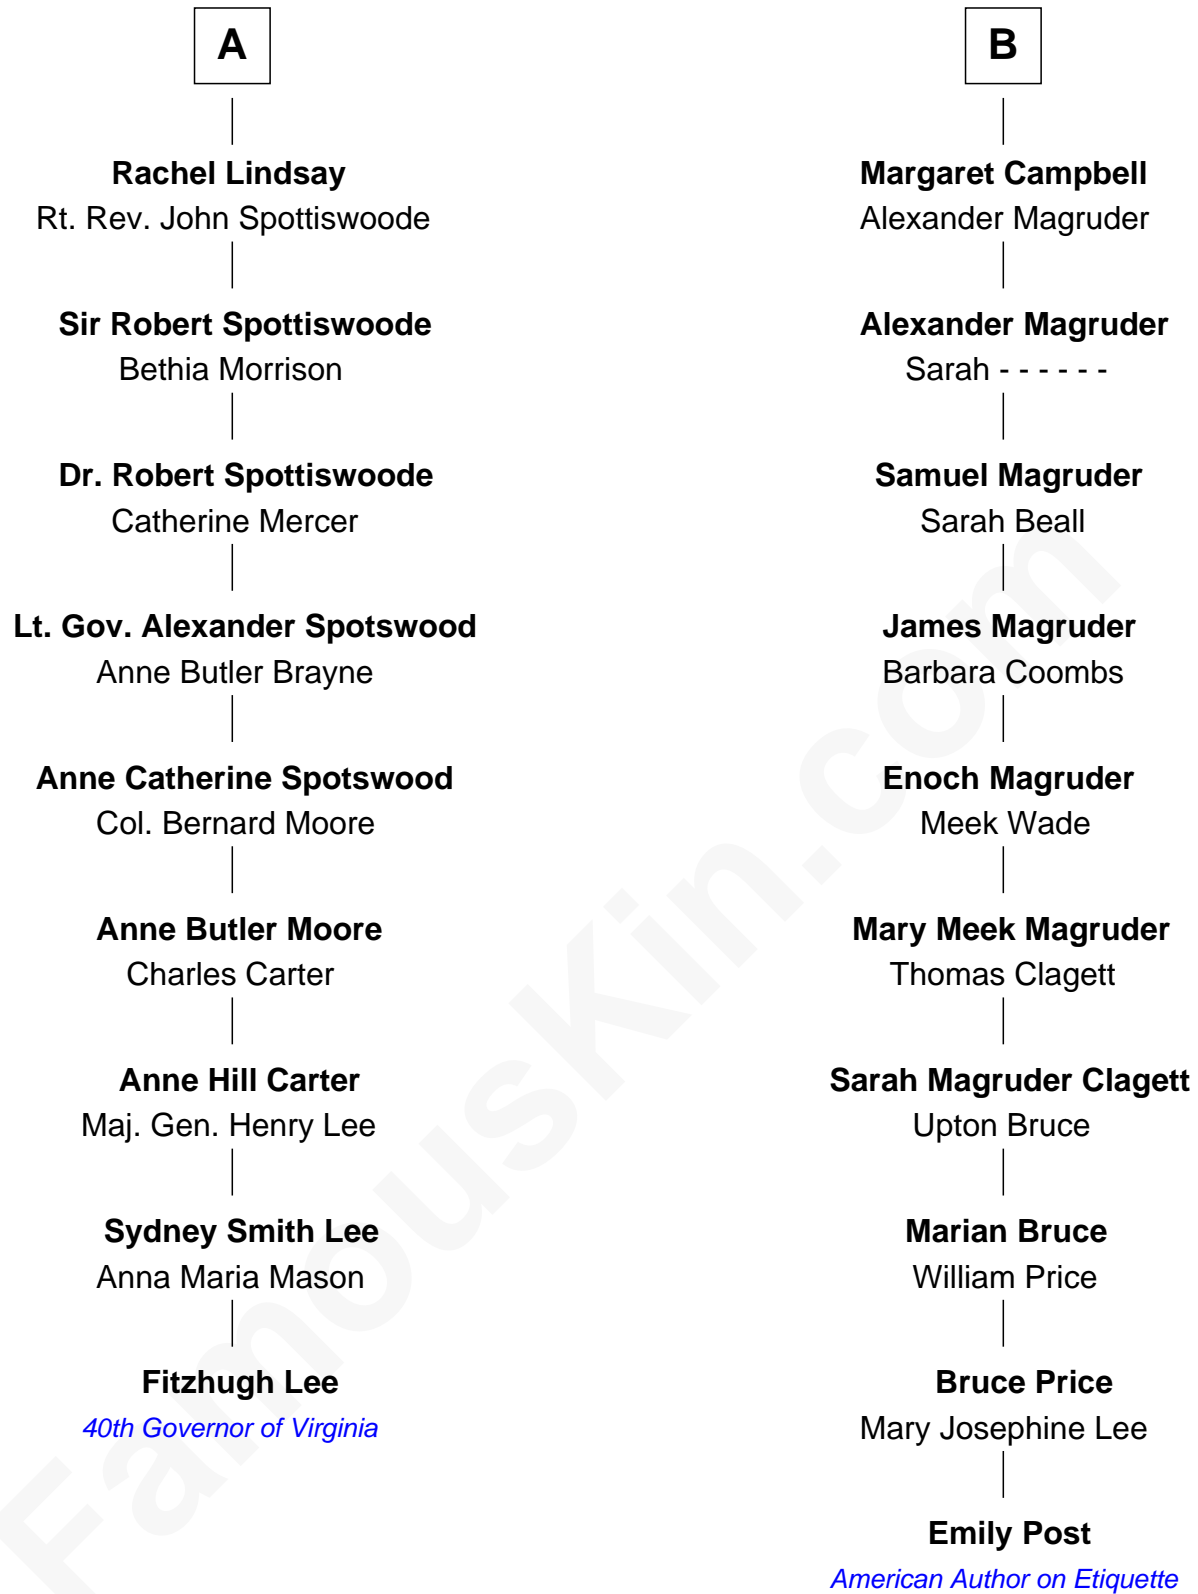 A
Rachel Lindsay
Rt. Rev. John Spottiswoode
Sir Robert Spottiswoode
Bethia Morrison
Dr. Robert Spottiswoode
Catherine Mercer
Lt. Gov. Alexander Spotswood
Anne Butler Brayne
Anne Catherine Spotswood
Col. Bernard Moore
Anne Butler Moore
Charles Carter
Anne Hill Carter
Maj. Gen. Henry Lee
Sydney Smith Lee
Anna Maria Mason
Fitzhugh Lee
40th Governor of Virginia
B
Margaret Campbell
Alexander Magruder
Alexander Magruder
Sarah - - - - - -
Samuel Magruder
Sarah Beall
James Magruder
Barbara Coombs
Enoch Magruder
Meek Wade
Mary Meek Magruder
Thomas Clagett
Sarah Magruder Clagett
Upton Bruce
Marian Bruce
William Price
Bruce Price
Mary Josephine Lee
Emily Post
American Author on Etiquette
FamousKin.com